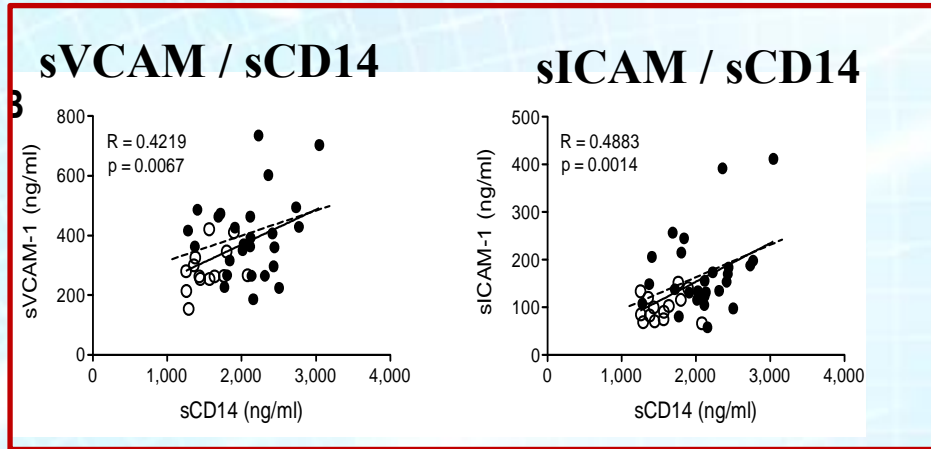 sVCAM / sCD14
sICAM / sCD14
B
800
600
400
200
0
R = 0.4219
p = 0.0067
sVCAM-1 (ng/ml)
0
1,000
2,000
3,000
4,000
sCD14 (ng/ml)
500
400
300
200
100
0
R = 0.4883
p = 0.0014
sICAM-1 (ng/ml)
0
1,000
2,000
3,000
4,000
sCD14 (ng/ml)